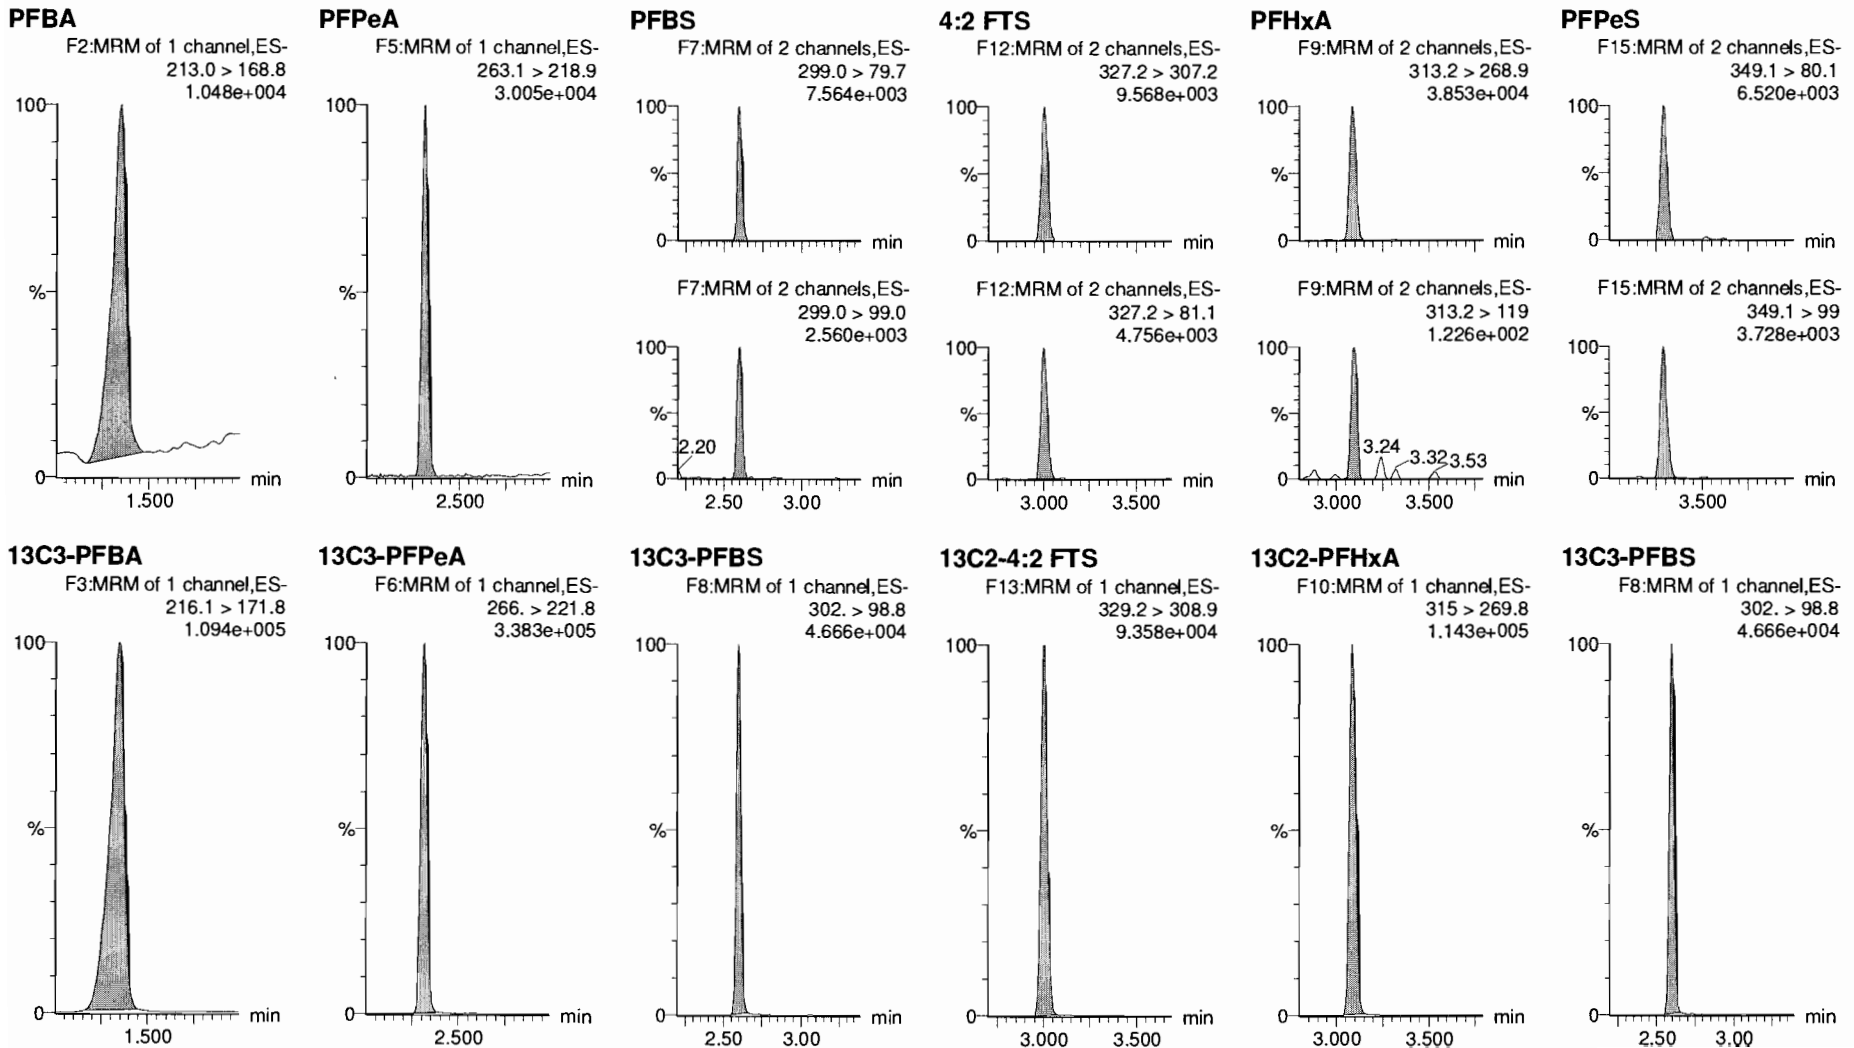 PFBA
F2:MRM of 1 channel,ES-
213.0 > 168.8
1.048e+004
100
%
0
min
1.500
PFPeA
F5:MRM of 1 channel,ES-
263.1 > 218.9
3.005e+004
100
%
0
min
2.500
PFBS
F7:MRM of 2 channels,ES-
299.0 > 79.7
7.564e+003
100
%
0
min
F7:MRM of 2 channels,ES-
299.0 > 99.0
2.560e+003
100
%
2.20
0
min
2.50 3.00
4:2 FTS
F12:MRM of 2 channels,ES-
327.2 > 307.2
9.568e+003
100
%
0
min
F12:MRM of 2 channels,ES-
327.2 > 81.1
4.756e+003
100
%
0
min
3.000 3.500
PFHxA
F9:MRM of 2 channels,ES-
313.2 > 268.9
3.853e+004
100
%
0
min
F9:MRM of 2 channels,ES-
313.2 > 119
1.226e+002
100
%
3.24
3.32 3.53
0
min
3.000 3.500
PFPeS
F15:MRM of 2 channels,ES-
349.1 > 80.1
6.520e+003
100
%
0
min
F15:MRM of 2 channels,ES-
349.1 > 99
3.728e+003
100
%
0
min
3.500
13C3-PFBA
F3:MRM of 1 channel,ES-
216.1 > 171.8
1.094e+005
100
%
0
min
1.500
13C3-PFPeA
F6:MRM of 1 channel,ES-
266. > 221.8
3.383e+005
100
%
0
min
2.500
13C3-PFBS
F8:MRM of 1 channel,ES-
302. > 98.8
4.666e+004
100
%
0
min
2.50 3.00
13C2-4:2 FTS
F13:MRM of 1 channel,ES-
329.2 > 308.9
9.358e+004
100
%
0
min
3.000 3.500
13C2-PFHxA
F10:MRM of 1 channel,ES-
315 > 269.8
1.143e+005
100
%
0
min
3.000 3.500
13C3-PFBS
F8:MRM of 1 channel,ES-
302. > 98.8
4.666e+004
100
%
0
min
2.50 3.00